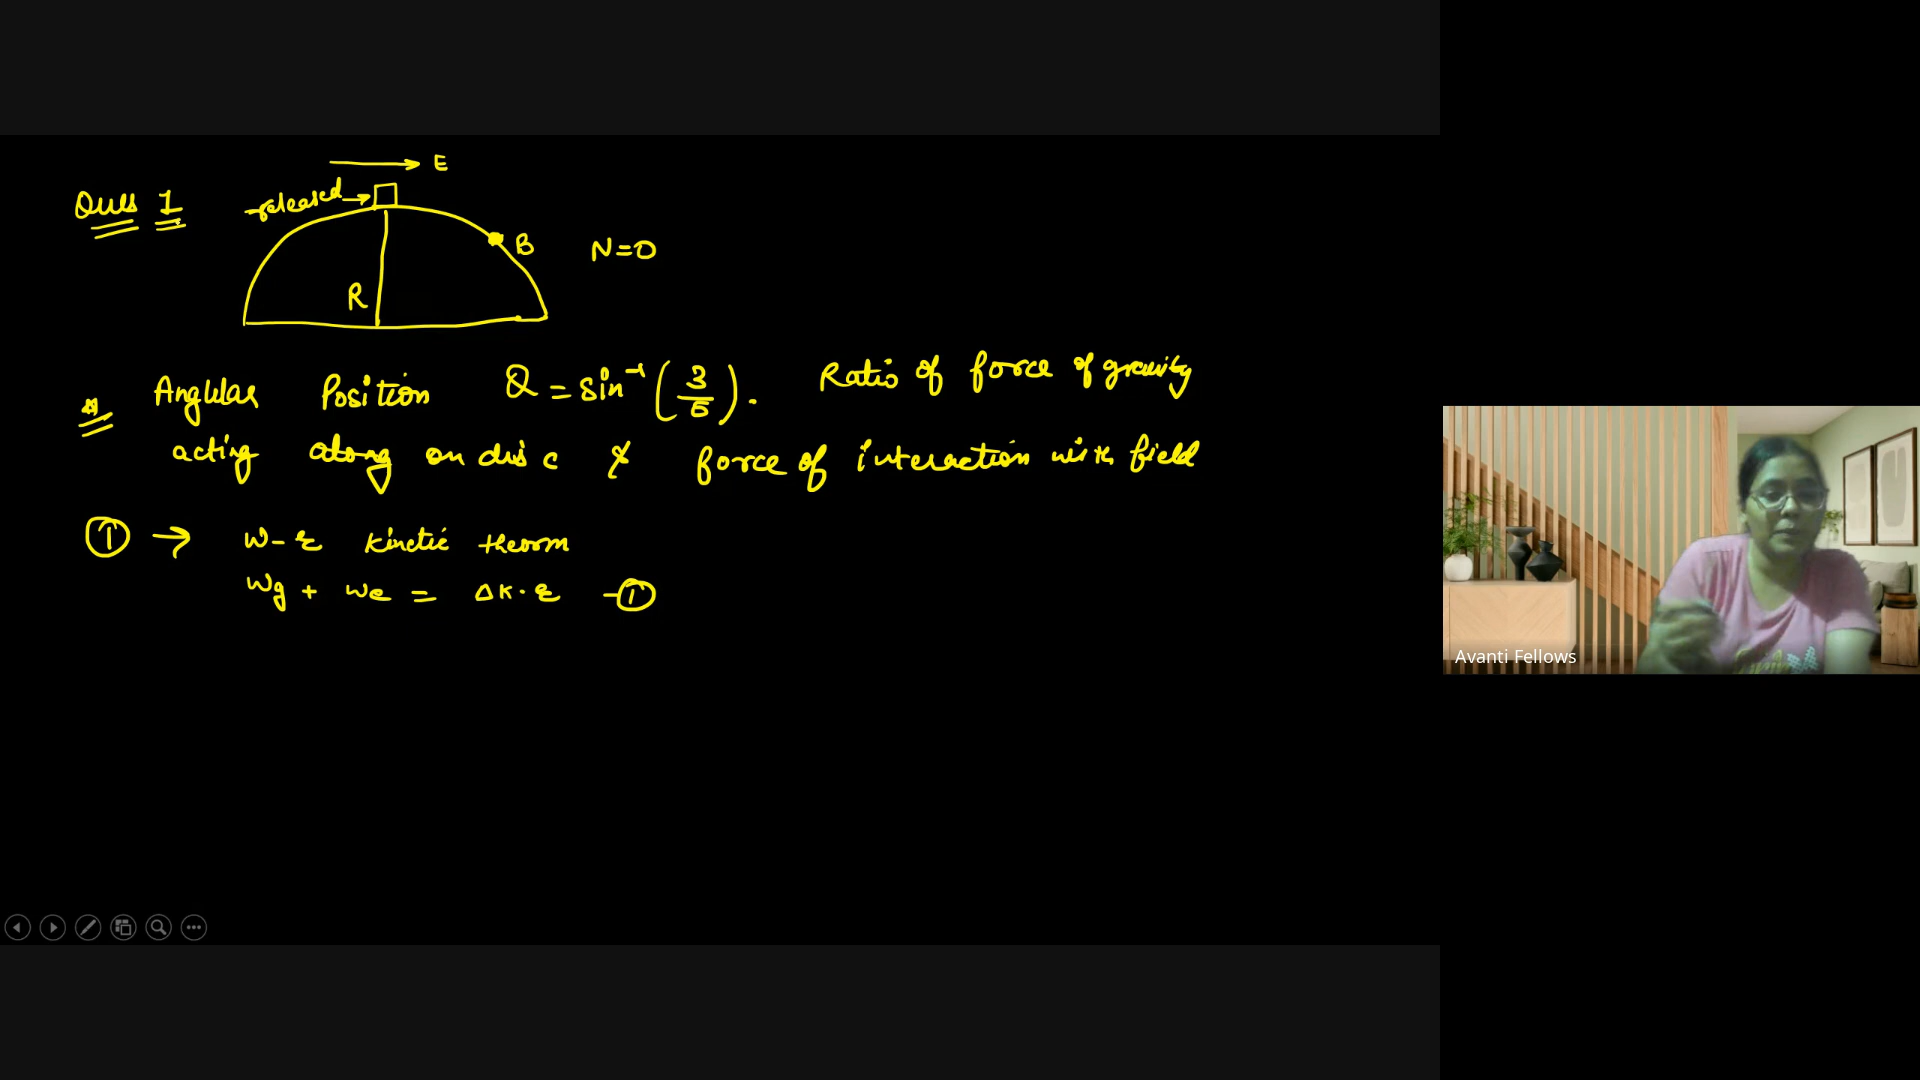 E
Ques 1
released → B
N=0
R
Angular Position Q = sin⁻¹ (3/5). Ratio of force of gravity
acting along on disc & force of interaction with field
① → W-E kinetic theorm
Wg + We = ΔK.E -①
Avanti Fellows